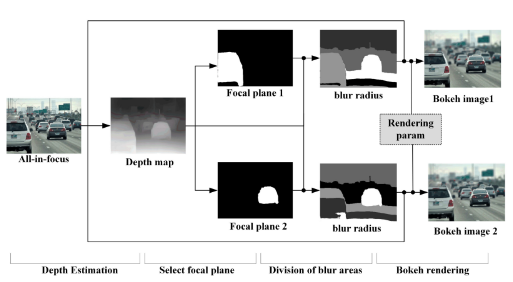 Focal plane 1
blur radius
Bokeh image1
All-in-focus
Depth map
Rendering
param
Focal plane 2
blur radius
Bokeh image 2
Depth Estimation
Select focal plane
Division of blur areas
Bokeh rendering